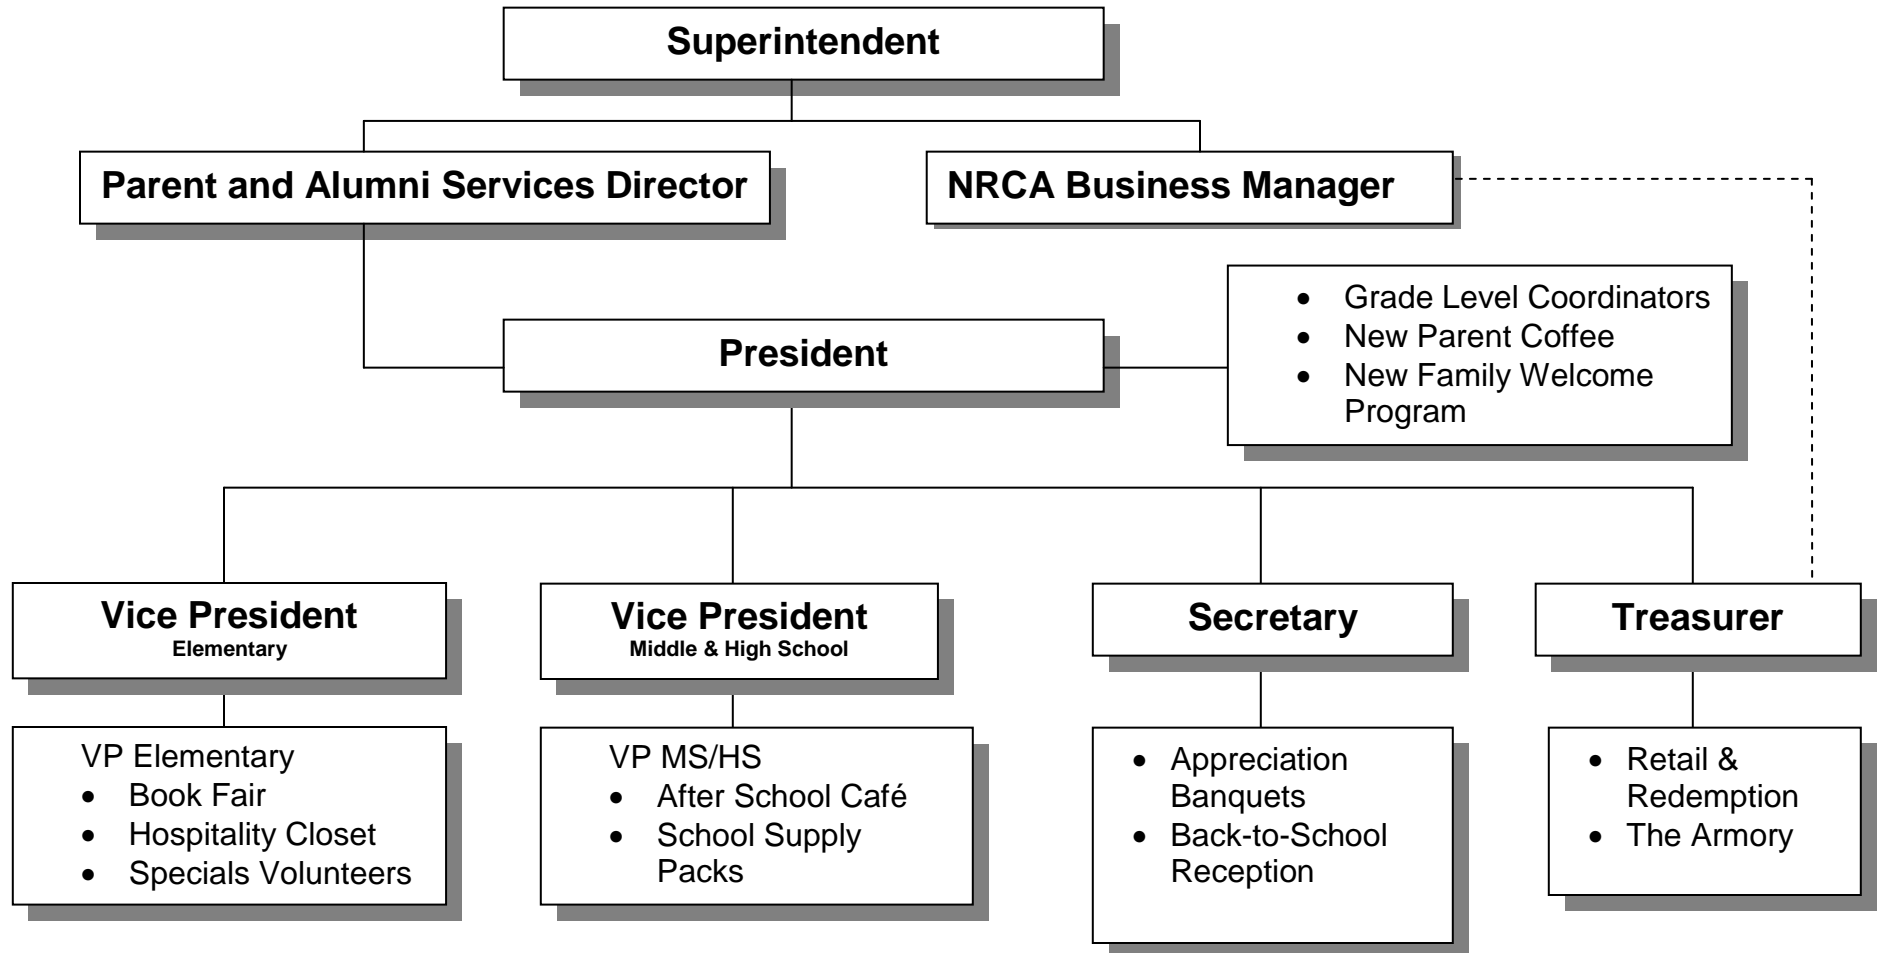 Superintendent
Parent and Alumni Services Director
NRCA Business Manager
• Grade Level Coordinators
• New Parent Coffee
• New Family Welcome
Program
President
Vice President
Elementary
Vice President
Middle & High School
Secretary
Treasurer
VP Elementary
• Book Fair
• Hospitality Closet
• Specials Volunteers
VP MS/HS
• After School Café
• School Supply
Packs
• Appreciation
Banquets
• Back-to-School
Reception
• Retail &
Redemption
• The Armory